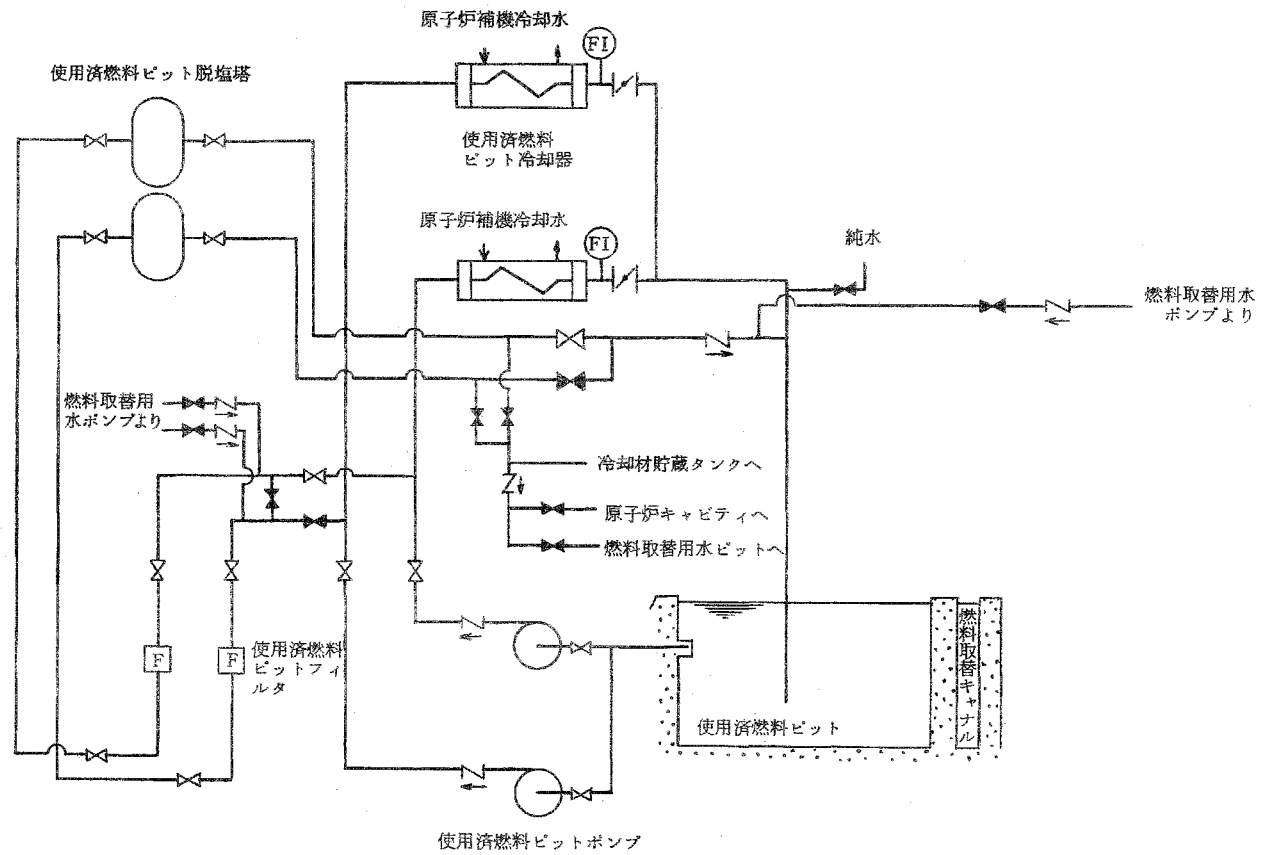 原子炉補機冷却水
FI
使用済燃料ピット脱塩塔
使用済燃料
ピット冷却器
原子炉補機冷却水
FI
純水
燃料取替用水
ポンプより
燃料取替用
水ポンプより
冷却材貯蔵タンクへ
原子炉キャビティへ
燃料取替用水ピットへ
F
F
使用済燃料
ピットフィ
ルタ
燃料取替キャナル
使用済燃料ピット
使用済燃料ピットポンプ